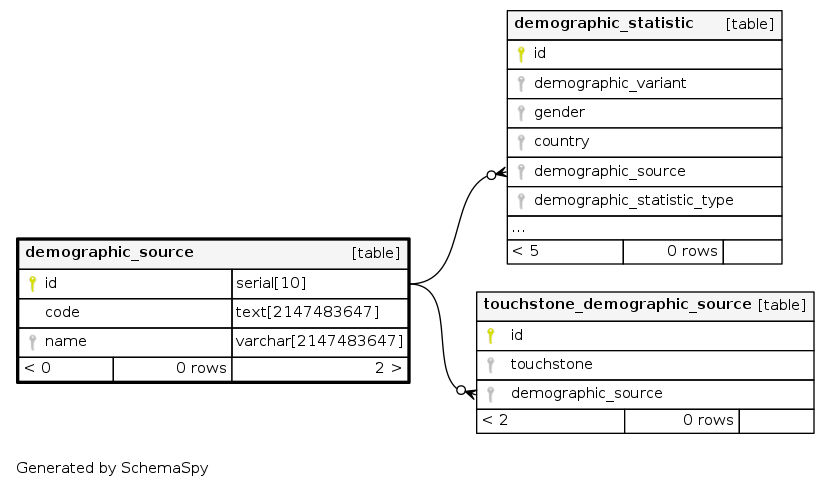 demographic_statistic [table]
id
demographic_variant
gender
country
demographic_source
demographic_statistic_type
...
< 5 0 rows
demographic_source [table]
id serial[10]
code text[2147483647]
name varchar[2147483647]
< 0 0 rows 2 >
touchstone_demographic_source [table]
id
touchstone
demographic_source
< 2 0 rows
Generated by SchemaSpy